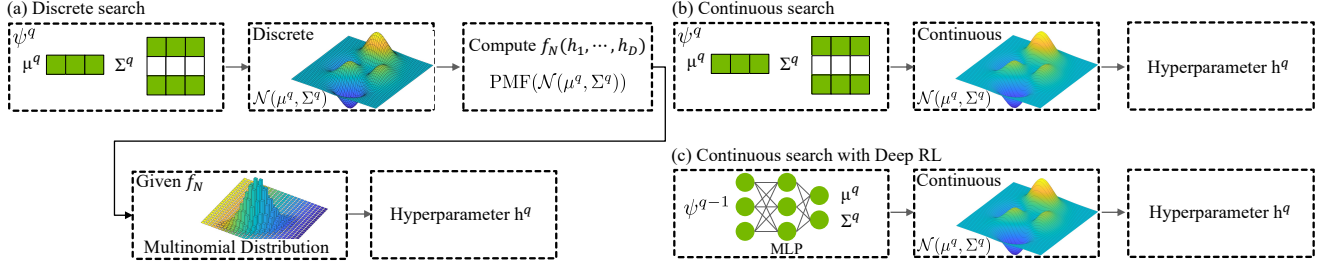 (a) Discrete search
ψ^q
μ^q
Σ^q
Discrete
𝒩(μ^q, Σ^q)
Compute f_N(h_1, ⋯, h_D)
PMF(𝒩(μ^q, Σ^q))
Given f_N
Multinomial Distribution
Hyperparameter h^q
(b) Continuous search
ψ^q
μ^q
Σ^q
Continuous
𝒩(μ^q, Σ^q)
Hyperparameter h^q
(c) Continuous search with Deep RL
ψ^{q−1}
μ^q
Σ^q
MLP
Continuous
𝒩(μ^q, Σ^q)
Hyperparameter h^q